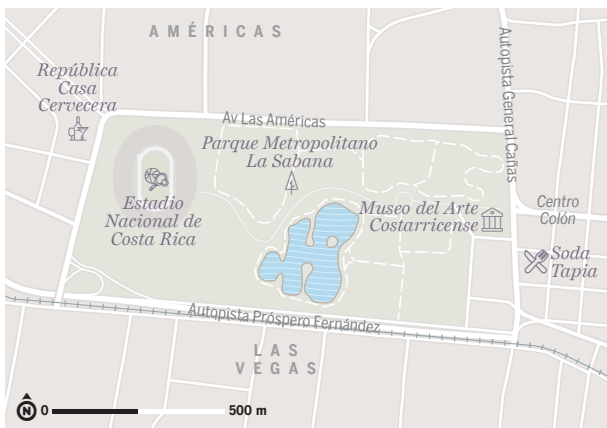 AMÉRICAS
República
Casa
Cervecera
Autopista General Cañas
Av Las Américas
Parque Metropolitano
La Sabana
Estadio
Nacional de
Costa Rica
Museo del Arte
Costarricense
Centro
Colón
Soda
Tapia
Autopista Próspero Fernández
LAS
VEGAS
N 0 500 m